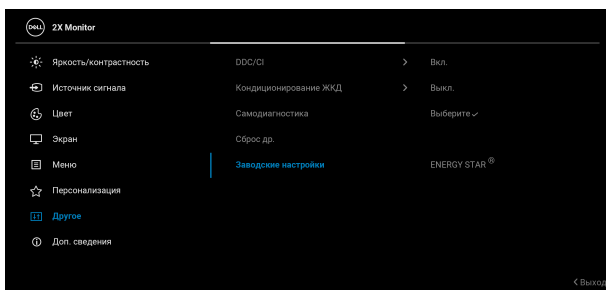 DELL 2X Monitor
Яркость/контрастность DDC/CI Вкл.
Источник сигнала Кондиционирование ЖКД Выкл.
Цвет Самодиагностика Выберите ✓
Экран Сброс др.
Меню Заводские настройки ENERGY STAR ®
Персонализация
Другое
Доп. сведения
Выход